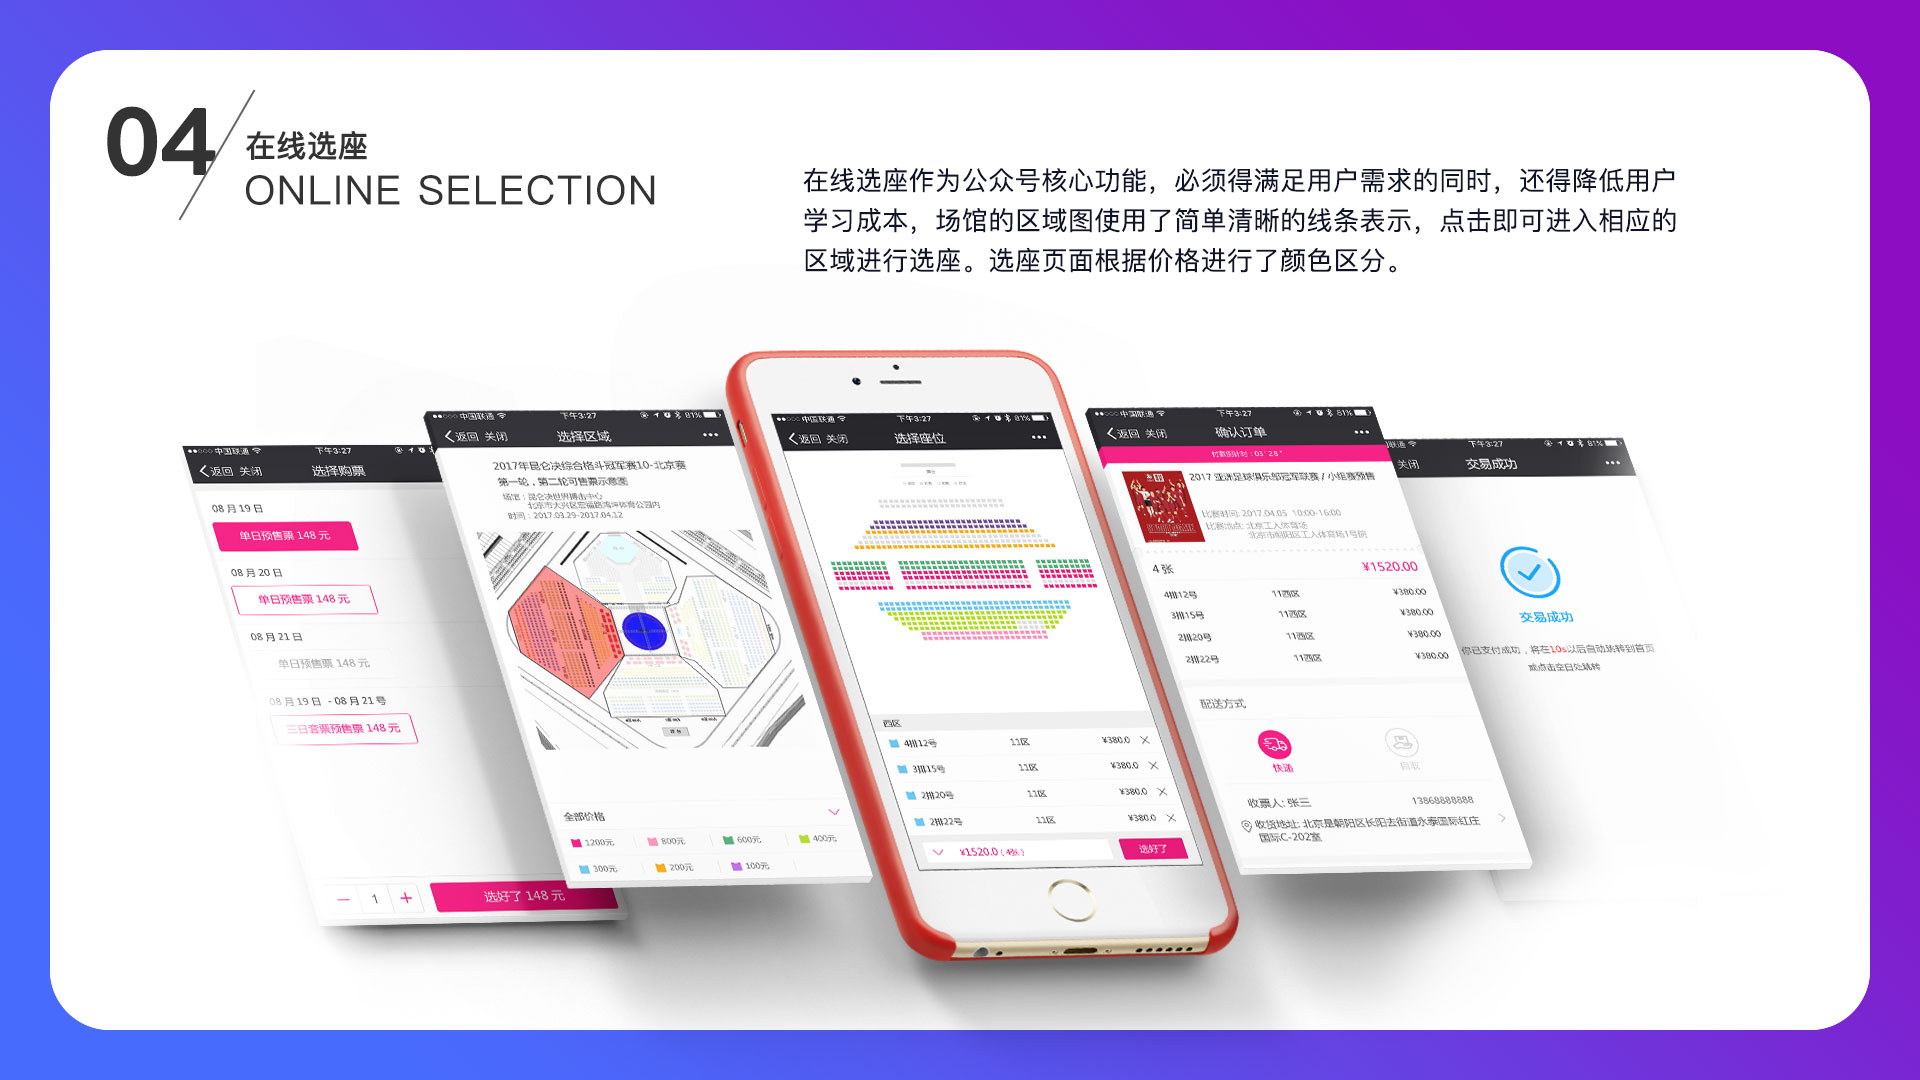 04
在线选座
ONLINE SELECTION
在线选座作为公众号核心功能，必须得满足用户需求的同时，还得降低用户
学习成本，场馆的区域图使用了简单清晰的线条表示，点击即可进入相应的
区域进行选座。选座页面根据价格进行了颜色区分。
中国联通 下午3:27
返回 关闭 选择购票
08 月 19 日
单日预售票 148 元
08 月 20 日
单日预售票 148 元
08 月 21 日
单日预售票 148 元
08 月 19 日 - 08 月 21 号
三日套票预售票 148 元
1
选好了 148 元
中国联通 下午3:27 81%
返回 关闭 选择区域
2017年昆仑决综合格斗冠军赛10-北京赛
第一轮，第二轮可售票示意图
场馆：昆仑决世界搏击中心
北京市大兴区宏福路鸿坪体育公园内
时间：2017.03.29-2017.04.12
全部价格
1200元 800元 600元 400元
300元 200元 100元
中国联通 下午3:27 81%
返回 关闭 选择座位
西区
4排12号 11区 ¥380.0
3排15号 11区 ¥380.0
2排20号 11区 ¥380.0
2排22号 11区 ¥380.0
¥1520.0 ( 4张 ) 选好了
中国联通 下午3:27 81%
返回 关闭 确认订单
付款倒计时 : 03' 28"
2017 亚洲足球俱乐部冠军联赛 / 小组赛预售
比赛时间: 2017.04.05 10:00-16:00
比赛地点: 北京工人体育场
北京市朝阳区工人体育场1号院
4 张 ¥1520.00
4排12号 11西区 ¥380.00
3排15号 11西区 ¥380.00
2排20号 11西区 ¥380.00
2排22号 11西区 ¥380.00
配送方式
快递 自取
收票人: 张三 13868888888
收货地址: 北京是朝阳区长阳去街道永泰国际红庄
国际C-202室
联通 下午3:27 81%
关闭 交易成功
交易成功
你已支付成功，将在10s以后自动跳转到首页
或点击空白处跳转